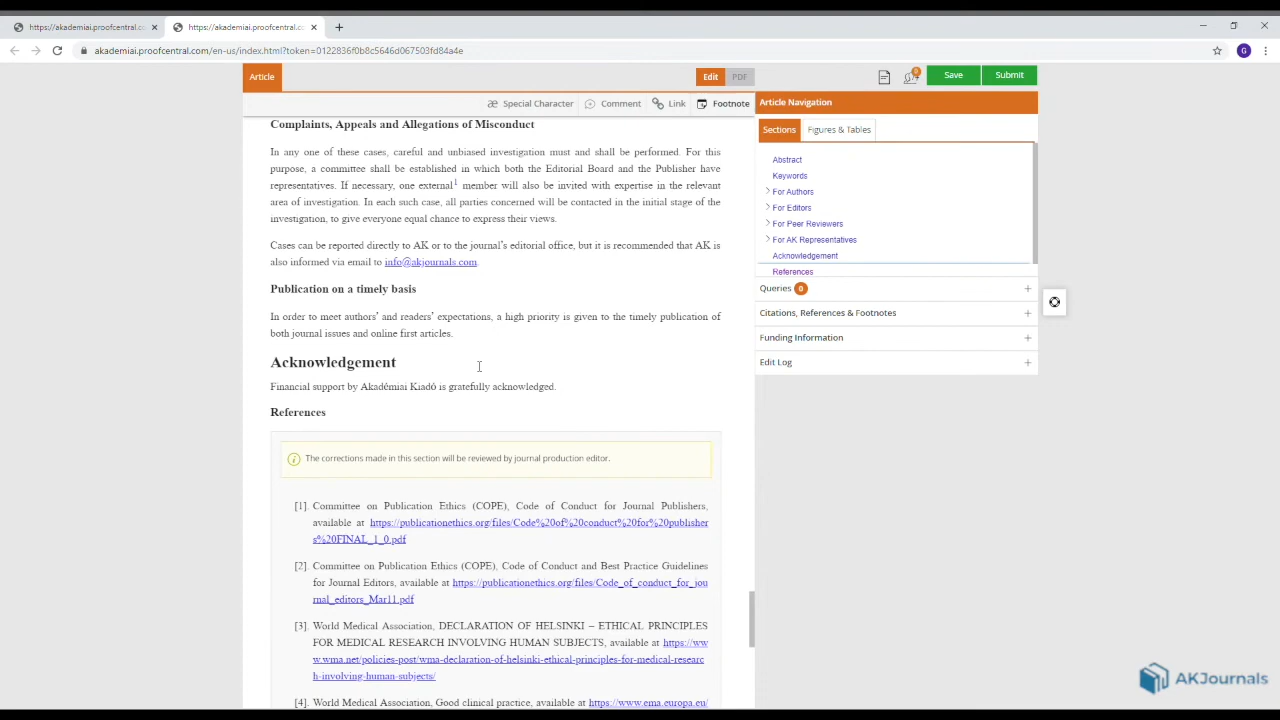 https://akademiai.proofcentral.co
https://akademiai.proofcentral.co
akademiai.proofcentral.com/en-us/index.html?token=0122836f0b8c5646d067503fd84a4e
G
Article
Edit
PDF
0
Save
Submit
Special Character
Comment
Link
Footnote
Complaints, Appeals and Allegations of Misconduct
In any one of these cases, careful and unbiased investigation must and shall be performed. For this
purpose, a committee shall be established in which both the Editorial Board and the Publisher have
representatives. If necessary, one external1 member will also be invited with expertise in the relevant
area of investigation. In each such case, all parties concerned will be contacted in the initial stage of the
investigation, to give everyone equal chance to express their views.
Cases can be reported directly to AK or to the journal's editorial office, but it is recommended that AK is
also informed via email to info@akjournals.com.
Publication on a timely basis
In order to meet authors' and readers' expectations, a high priority is given to the timely publication of
both journal issues and online first articles.
Acknowledgement
Financial support by Akadémiai Kiadó is gratefully acknowledged.
References
The corrections made in this section will be reviewed by journal production editor.
[1]. Committee on Publication Ethics (COPE), Code of Conduct for Journal Publishers,
available at https://publicationethics.org/files/Code%20of%20conduct%20for%20publisher
s%20FINAL_1_0.pdf
[2]. Committee on Publication Ethics (COPE), Code of Conduct and Best Practice Guidelines
for Journal Editors, available at https://publicationethics.org/files/Code_of_conduct_for_jou
rnal_editors_Mar11.pdf
[3]. World Medical Association, DECLARATION OF HELSINKI – ETHICAL PRINCIPLES
FOR MEDICAL RESEARCH INVOLVING HUMAN SUBJECTS, available at https://ww
w.wma.net/policies-post/wma-declaration-of-helsinki-ethical-principles-for-medical-researc
h-involving-human-subjects/
[4]. World Medical Association, Good clinical practice, available at https://www.ema.europa.eu/
Article Navigation
Sections
Figures & Tables
Abstract
Keywords
For Authors
For Editors
For Peer Reviewers
For AK Representatives
Acknowledgement
References
Queries 0
Citations, References & Footnotes
Funding Information
Edit Log
AKJournals